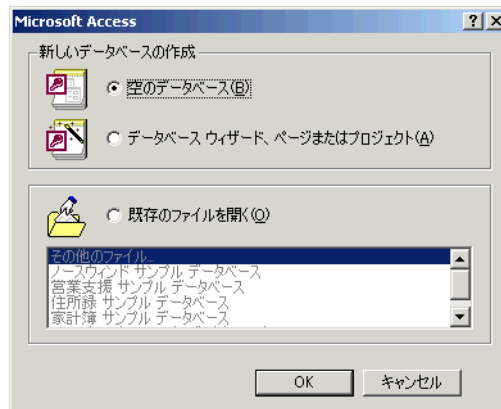 Microsoft Access
新しいデータベースの作成
空のデータベース(B)
データベース ウィザード、ページまたはプロジェクト(A)
既存のファイルを開く(O)
その他のファイル...
ノースウィンド サンプル データベース
営業支援 サンプル データベース
住所録 サンプル データベース
家計簿 サンプル データベース
OK
キャンセル